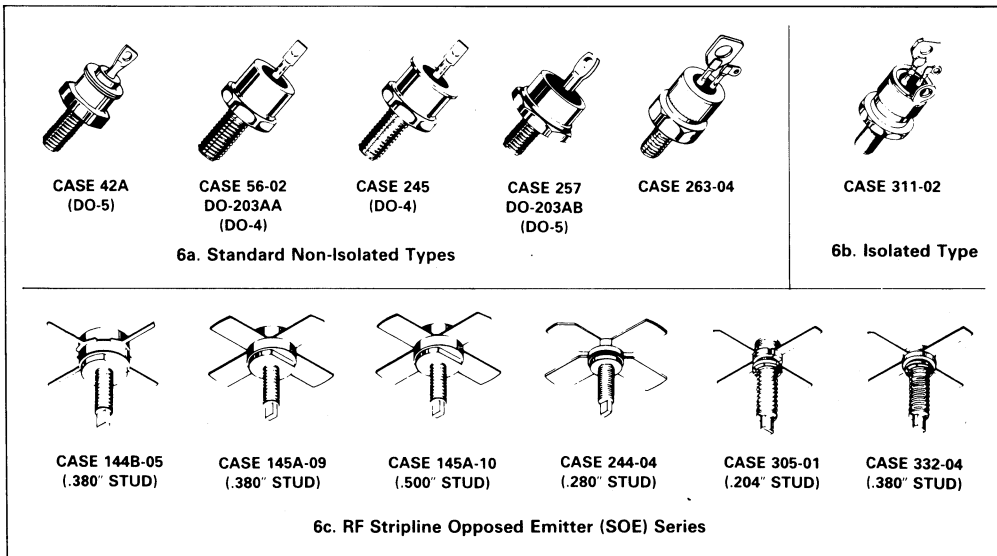 CASE 42A
(DO-5)
CASE 56-02
DO-203AA
(DO-4)
CASE 245
(DO-4)
CASE 257
DO-203AB
(DO-5)
CASE 263-04
6a. Standard Non-Isolated Types
CASE 311-02
6b. Isolated Type
CASE 144B-05
(.380" STUD)
CASE 145A-09
(.380" STUD)
CASE 145A-10
(.500" STUD)
CASE 244-04
(.280" STUD)
CASE 305-01
(.204" STUD)
CASE 332-04
(.380" STUD)
6c. RF Stripline Opposed Emitter (SOE) Series